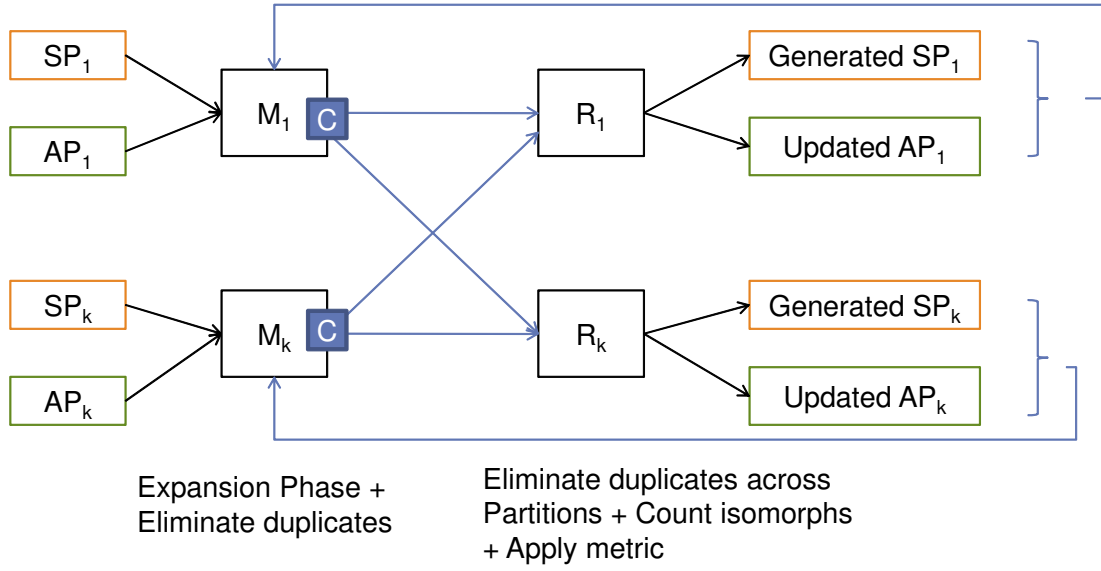 SP₁
AP₁
M₁
C
R₁
Generated SP₁
Updated AP₁
SPₖ
APₖ
Mₖ
C
Rₖ
Generated SPₖ
Updated APₖ
Expansion Phase +
Eliminate duplicates
Eliminate duplicates across
Partitions + Count isomorphs
+ Apply metric